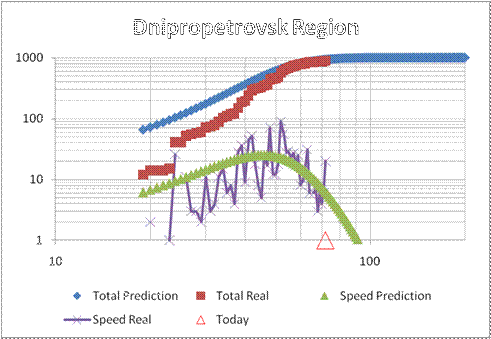 Dnipropetrovsk Region
1000
100
10
1
10
100
Total Prediction
Total Real
Speed Prediction
Speed Real
Today